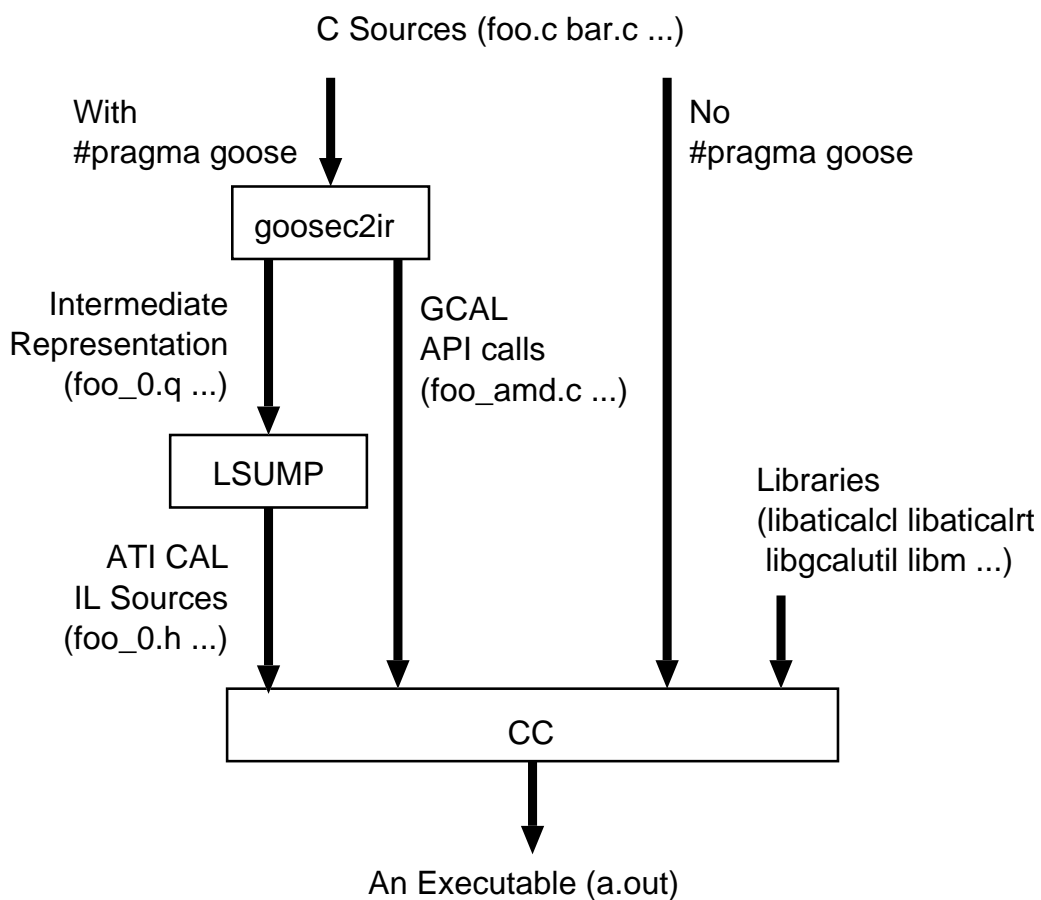 C Sources (foo.c bar.c ...)
With
#pragma goose
No
#pragma goose
goosec2ir
Intermediate
Representation
(foo_0.q ...)
GCAL
API calls
(foo_amd.c ...)
LSUMP
Libraries
(libaticalcl libaticalrt
libgcalutil libm ...)
ATI CAL
IL Sources
(foo_0.h ...)
CC
An Executable (a.out)